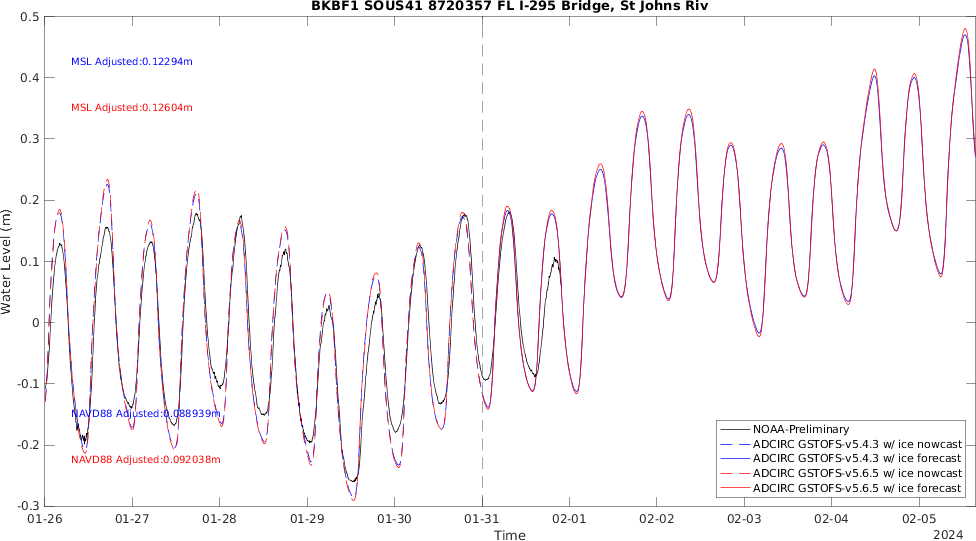 BKBF1 SOUS41 8720357 FL I-295 Bridge, St Johns Riv
0.5
MSL Adjusted:0.12294m
0.4
MSL Adjusted:0.12604m
0.3
0.2
0.1
Water Level (m)
0
-0.1
NAVD88 Adjusted:0.088939m
-0.2
NAVD88 Adjusted:0.092038m
-0.3
NOAA-Preliminary
ADCIRC GSTOFS-v5.4.3 w/ ice nowcast
ADCIRC GSTOFS-v5.4.3 w/ ice forecast
ADCIRC GSTOFS-v5.6.5 w/ ice nowcast
ADCIRC GSTOFS-v5.6.5 w/ ice forecast
01-26 01-27 01-28 01-29 01-30 01-31 02-01 02-02 02-03 02-04 02-05
Time
2024